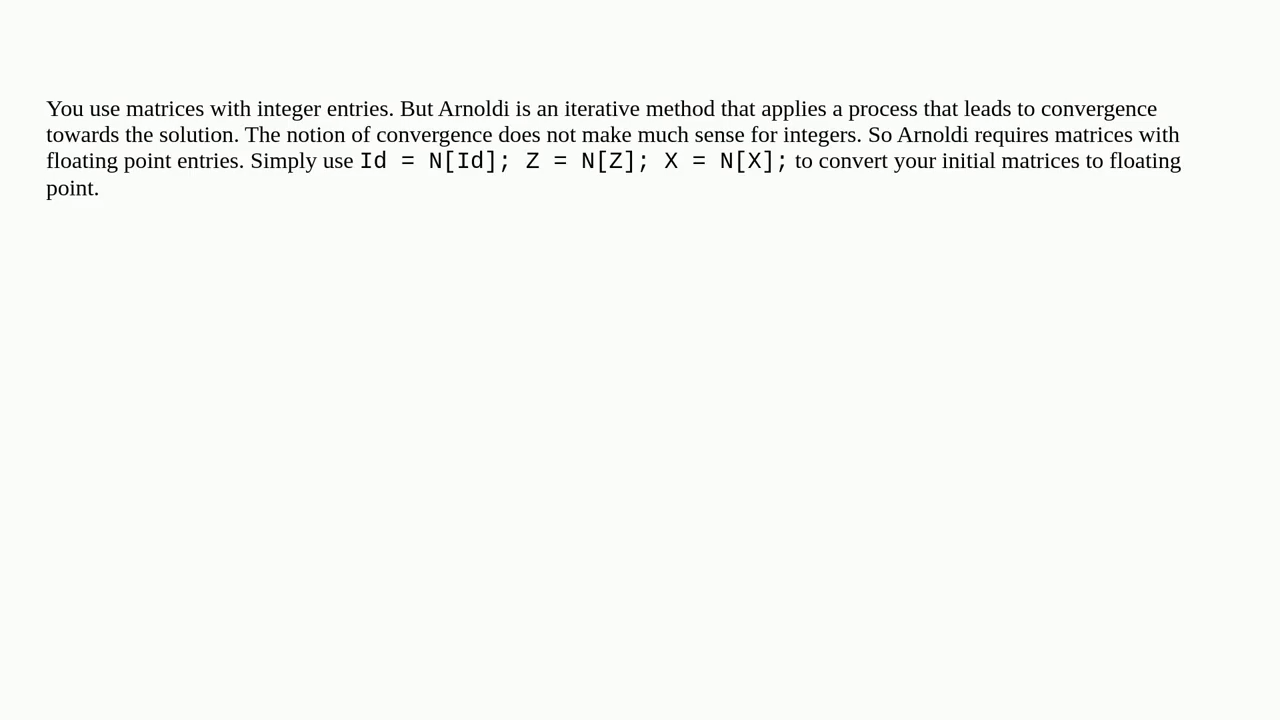 You use matrices with integer entries. But Arnoldi is an iterative method that applies a process that leads to convergence
towards the solution. The notion of convergence does not make much sense for integers. So Arnoldi requires matrices with
floating point entries. Simply use Id = N[Id]; Z = N[Z]; X = N[X]; to convert your initial matrices to floating
point.